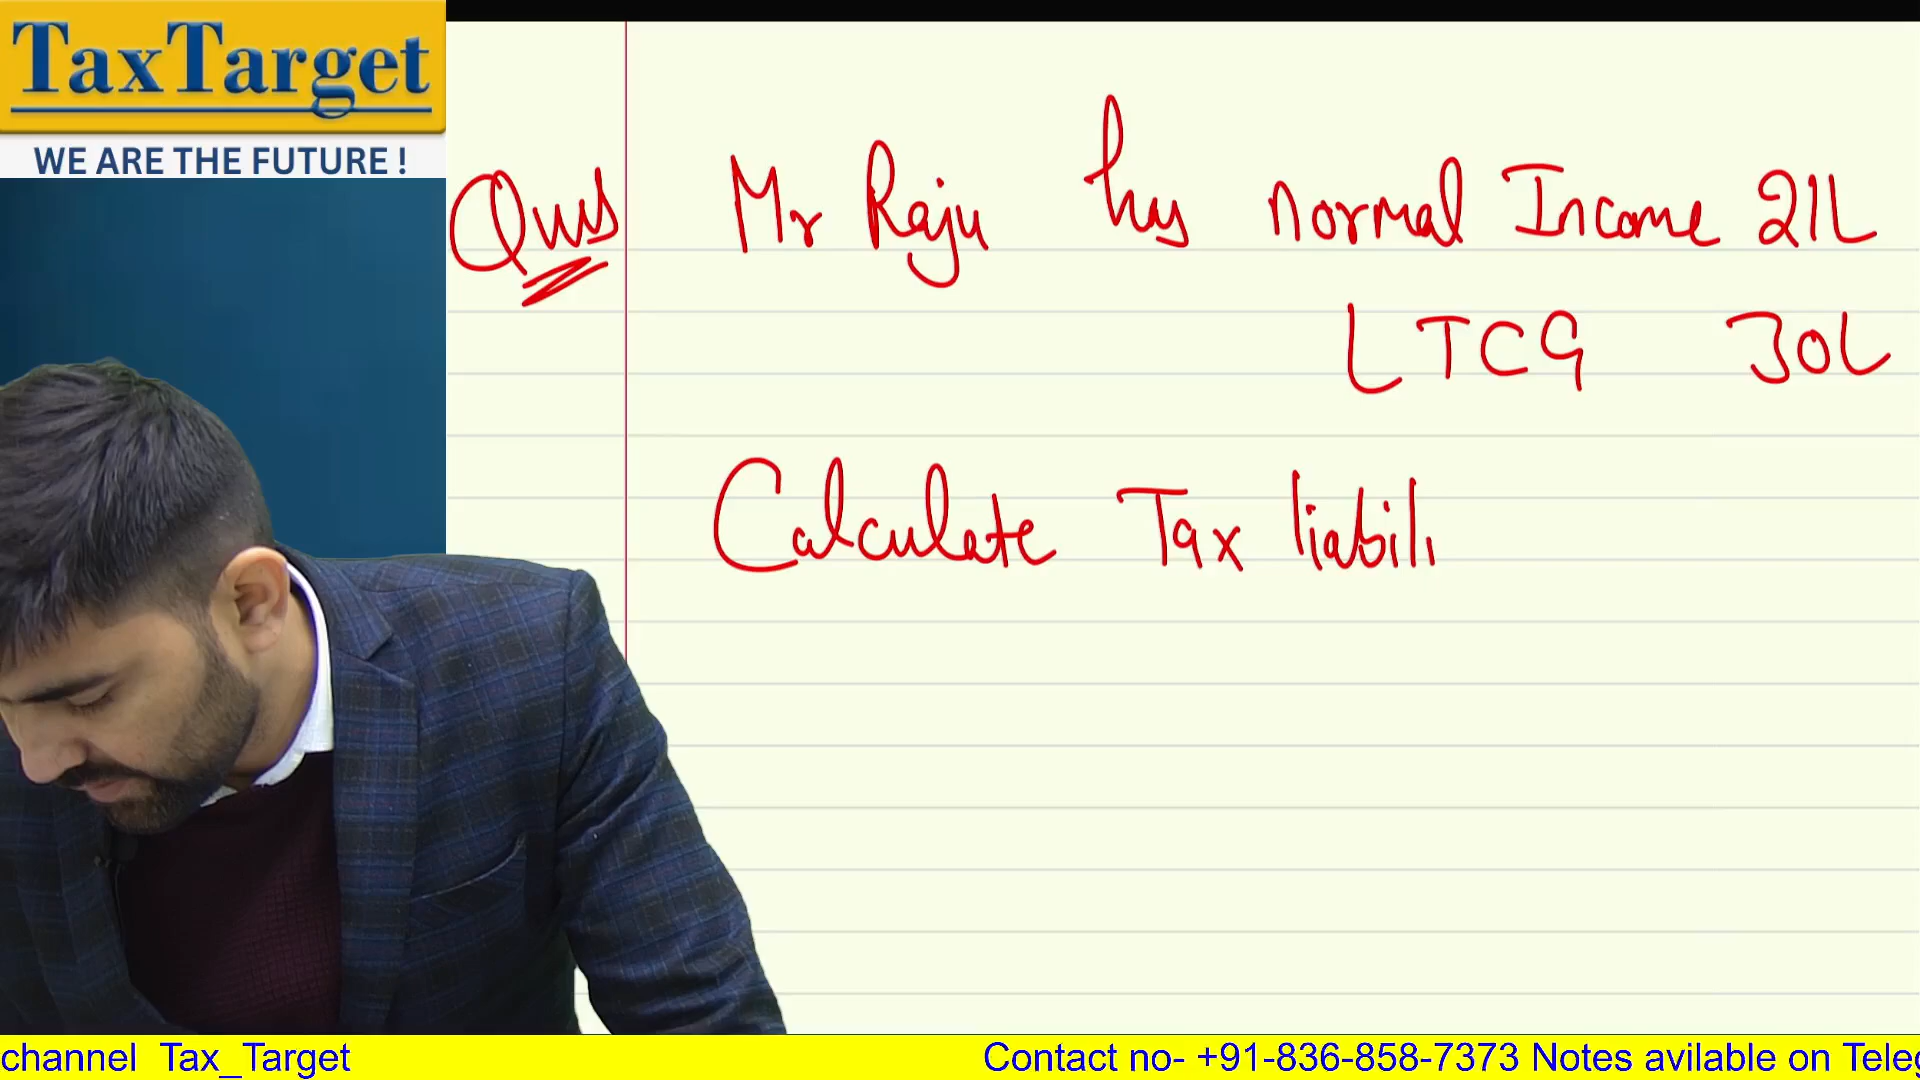 TaxTarget
WE ARE THE FUTURE !
Ques Mr Raju has normal Income 21L
LTCG 30L
Calculate Tax liabili
channel Tax_Target Contact no- +91-836-858-7373 Notes avilable on Teleg